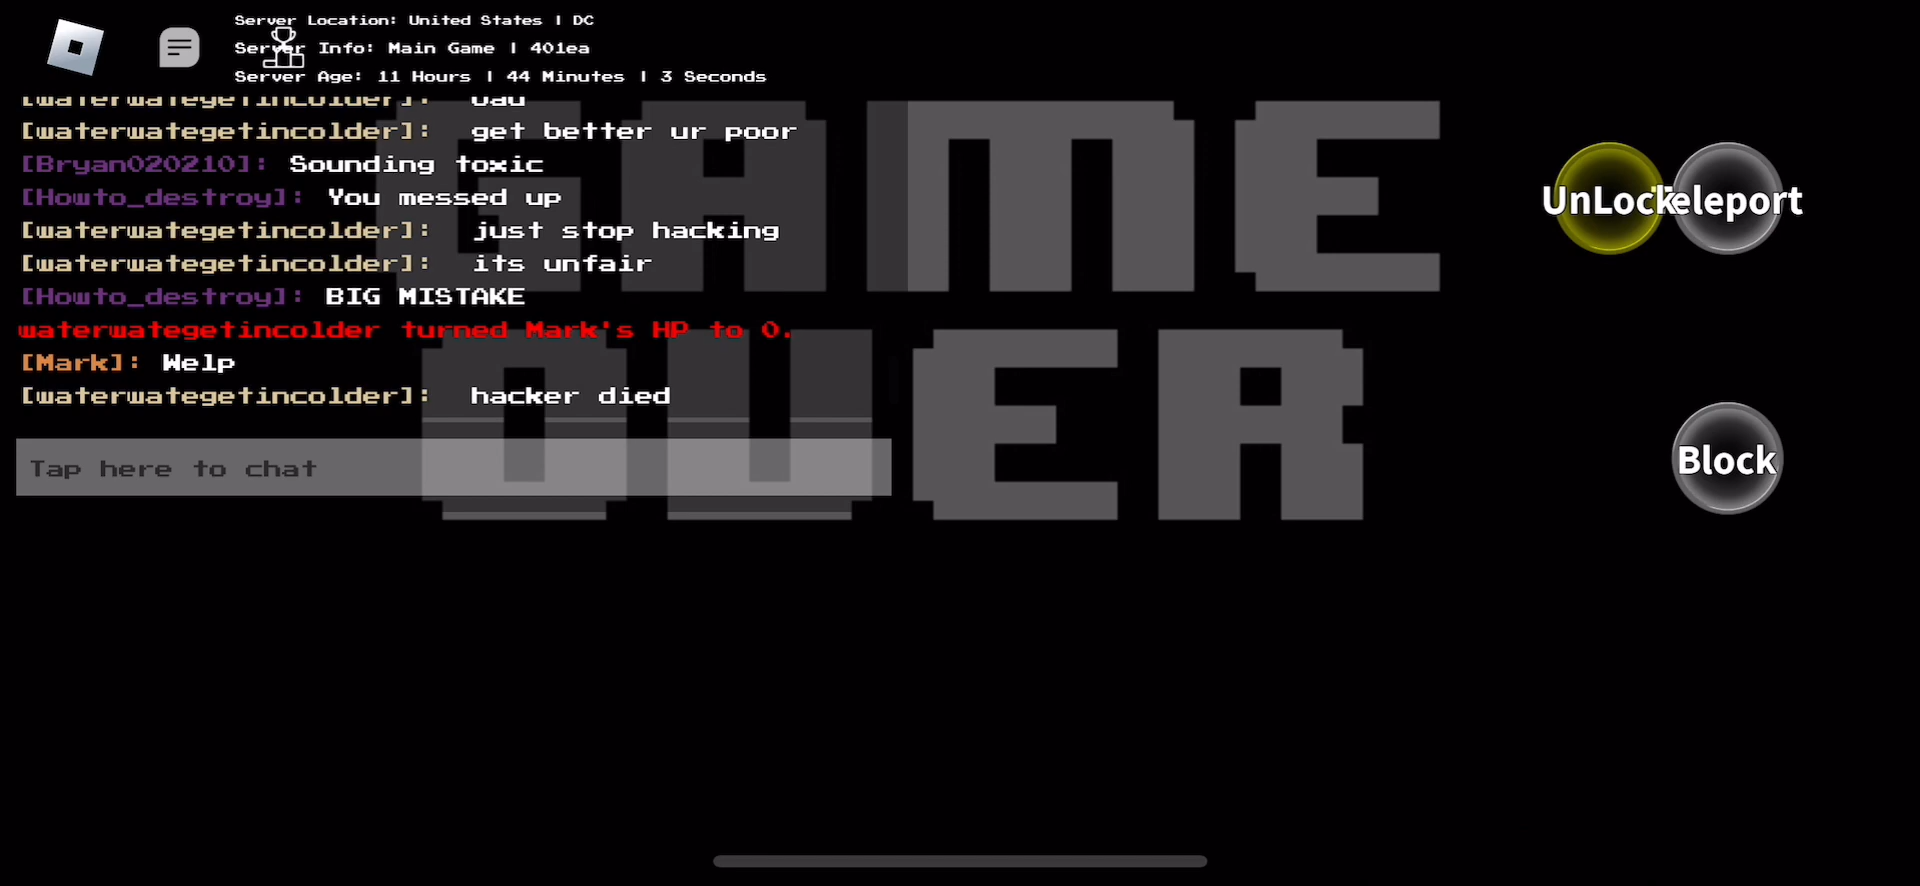 Server Location: United States | DC
Server Info: Main Game | 401ea
Server Age: 11 Hours | 44 Minutes | 3 Seconds
[waterwategetincolder]:
[waterwategetincolder]: get better ur poor
[Bryan020210]: Sounding toxic
[Howto_destroy]: You messed up
[waterwategetincolder]: just stop hacking
[waterwategetincolder]: its unfair
[Howto_destroy]: BIG MISTAKE
waterwategetincolder turned Mark's HP to 0.
[Mark]: Welp
[waterwategetincolder]: hacker died
Tap here to chat
GAME
OVER
UnLock
Teleport
Block